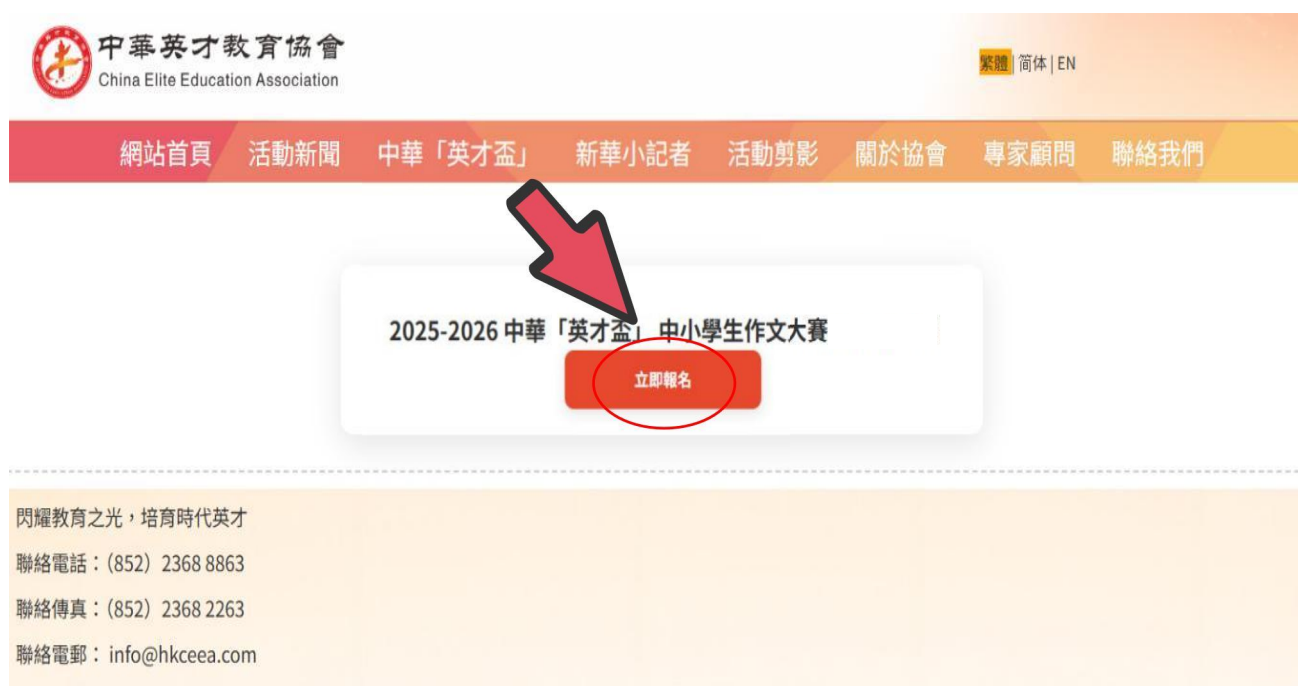 中華英才教育協會
China Elite Education Association
繁體 | 简体 | EN
網站首頁 活動新聞 中華「英才盃」 新華小記者 活動剪影 關於協會 專家顧問 聯絡我們
2025-2026 中華「英才盃」 中小學生作文大賽
立即報名
閃耀教育之光，培育時代英才
聯絡電話：（852）2368 8863
聯絡傳真：（852）2368 2263
聯絡電郵： info@hkceea.com